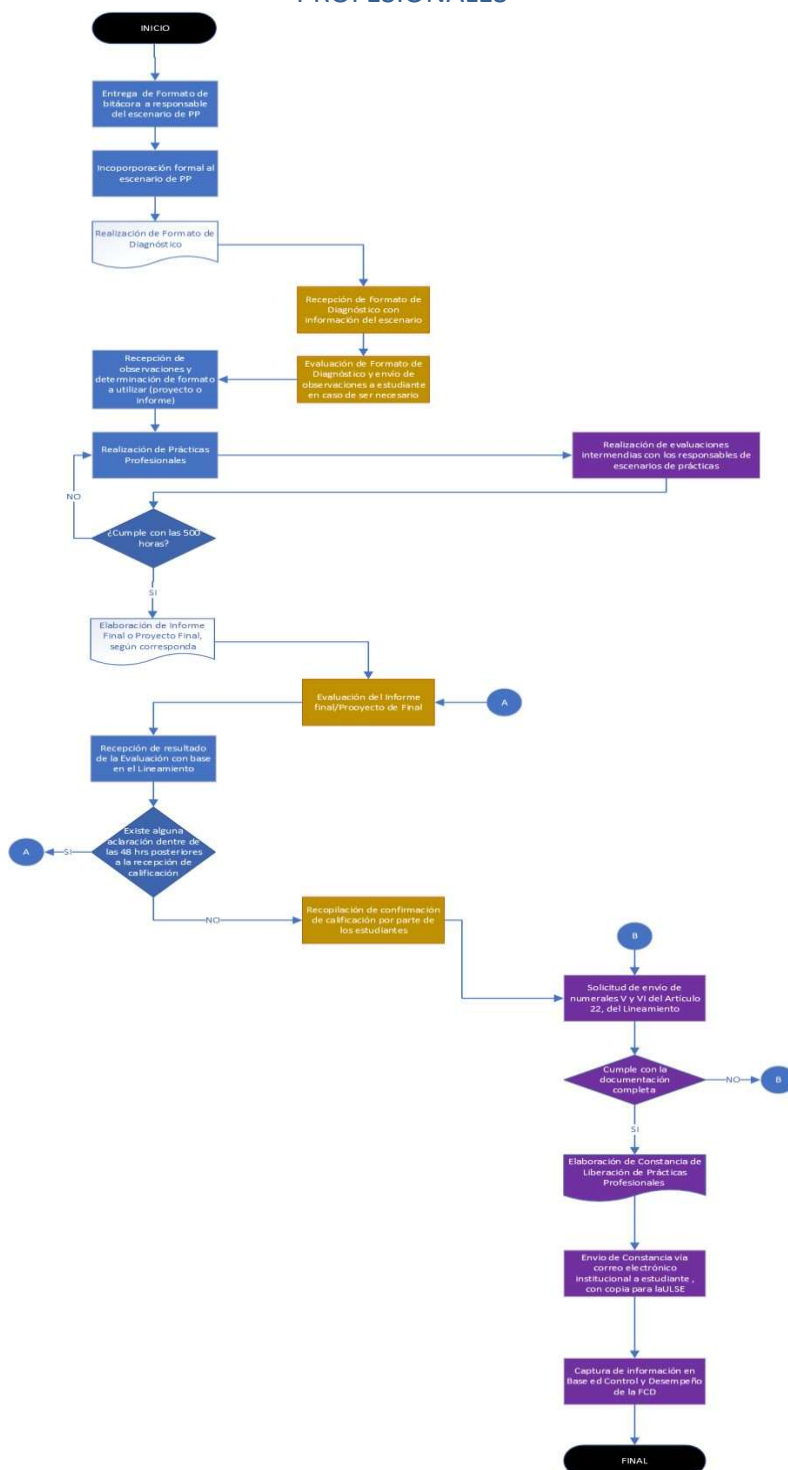 PROFESIONALES
INICIO
Entrega de Formato de
bitácora a responsable
del escenario de PP
Incoporporación formal al
escenario de PP
Realización de Formato de
Diagnóstico
Recepción de Formato de
Diagnóstico con
información del escenario
Recepción de
observaciones y
determinación de formato
a utilizar (proyecto o
informe)
Evaluación de Formato de
Diagnóstico y envío de
observaciones a estudiante
en caso de ser necesario
Realización de Prácticas
Profesionales
Realización de evaluaciones
intermendias con los responsables de
escenarios de prácticas
NO
¿Cumple con las 500
horas?
SI
Elaboración de Informe
Final o Proyecto Final,
según corresponda
Evaluación del Informe
final/Prooyecto de Final
A
Recepción de resultado
de la Evaluación con base
en el Lineamiento
Existe alguna
aclaración dentre de
las 48 hrs posteriores
a la recepción de
calificación
A
SI
NO
Recopilación de confirmación
de calificación por parte de
los estudiantes
B
Solicitud de envío de
numerales V y VI del Artículo
22, del Lineamiento
Cumple con la
documentación
completa
NO
B
SI
Elaboración de Constancia de
Liberación de Prácticas
Profesionales
Envio de Constancia vía
correo electrónico
institucional a estudiante ,
con copia para laULSE
Captura de información en
Base ed Control y Desempeño
de la FCD
FINAL